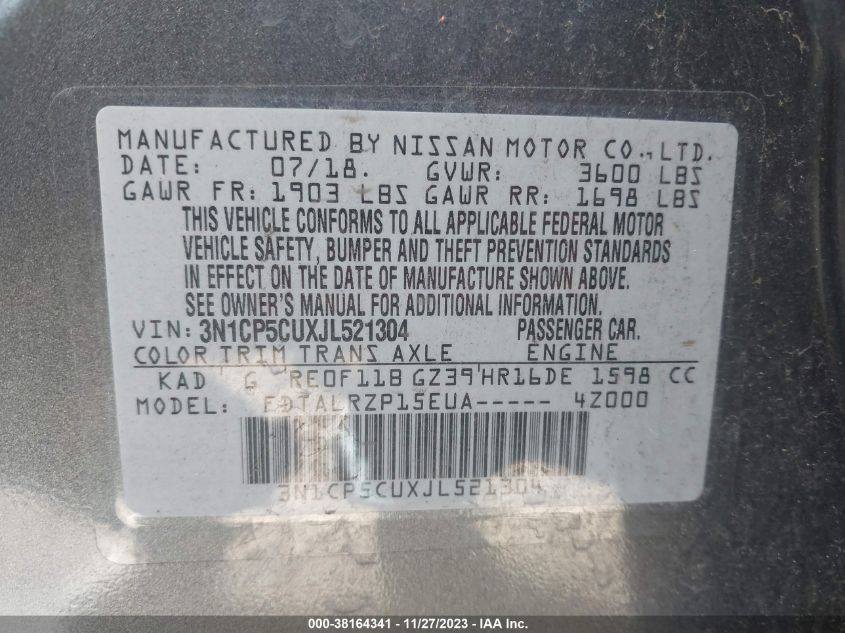 MANUFACTURED BY NISSAN MOTOR CO., LTD.
DATE: 07/18. GVWR: 3600 LBS
GAWR FR: 1903 LBS GAWR RR: 1698 LBS
THIS VEHICLE CONFORMS TO ALL APPLICABLE FEDERAL MOTOR
VEHICLE SAFETY, BUMPER AND THEFT PREVENTION STANDARDS
IN EFFECT ON THE DATE OF MANUFACTURE SHOWN ABOVE.
SEE OWNER'S MANUAL FOR ADDITIONAL INFORMATION.
VIN: 3N1CP5CUXJL521304 PASSENGER CAR.
COLOR TRIM TRANS AXLE ENGINE
KAD G RE0F11B GZ39 HR16DE 1598 CC
MODEL: FDTALRZP15EUA----- 4Z000
3N1CP5CUXJL521304
000-38164341 - 11/27/2023 - IAA Inc.